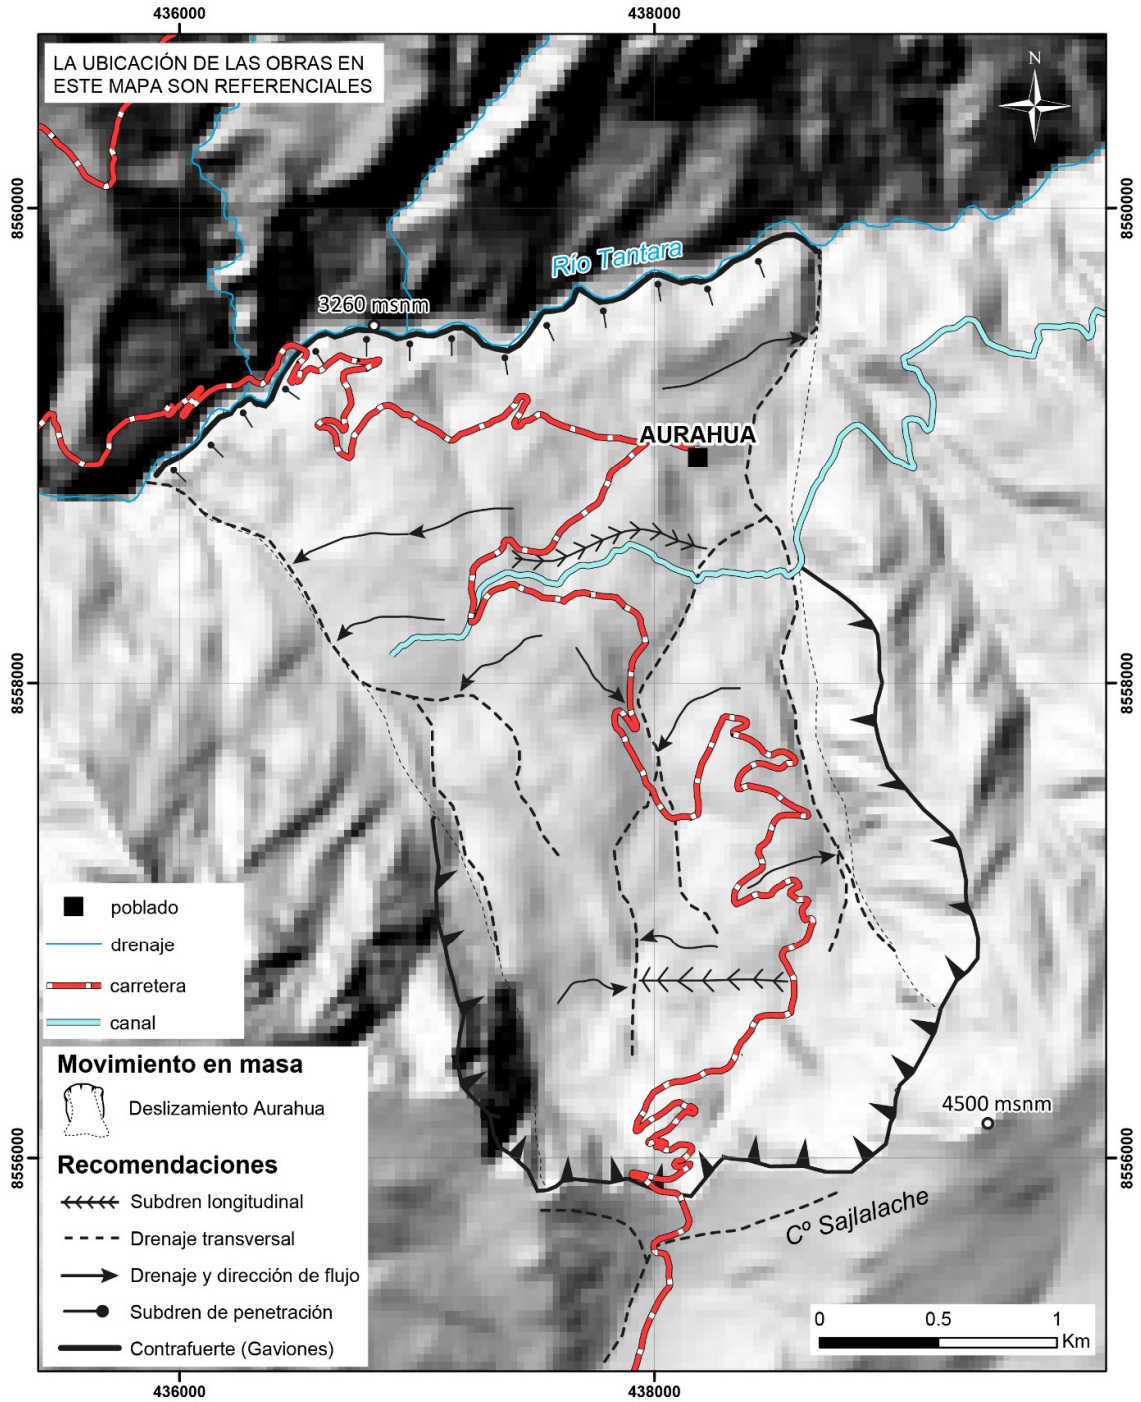 436000
438000
LA UBICACIÓN DE LAS OBRAS EN
ESTE MAPA SON REFERENCIALES
N
8560000
8560000
Río Tantara
3260 msnm
AURAHUA
8558000
8558000
poblado
drenaje
carretera
canal
Movimiento en masa
Deslizamiento Aurahua
4500 msnm
8556000
8556000
Recomendaciones
Subdren longitudinal
Drenaje transversal
Drenaje y dirección de flujo
Subdren de penetración
Contrafuerte (Gaviones)
Cº Sajlalache
0 0.5 1
Km
436000
438000